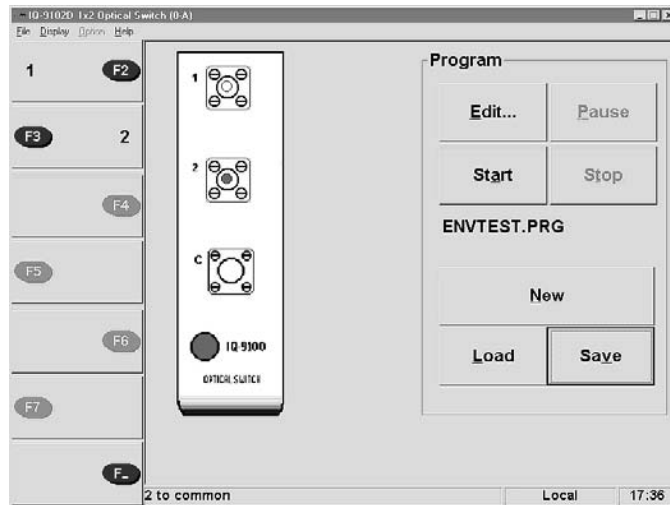 IQ-9102D 1x2 Optical Switch (0-A)
File Display Option Help
1 F2
F3 2
F4
F5
F6
F7
F_
1
2
C
IQ-9100
OPTICAL SWITCH
Program
Edit... Pause
Start Stop
ENVTEST.PRG
New
Load Save
2 to common Local 17:36